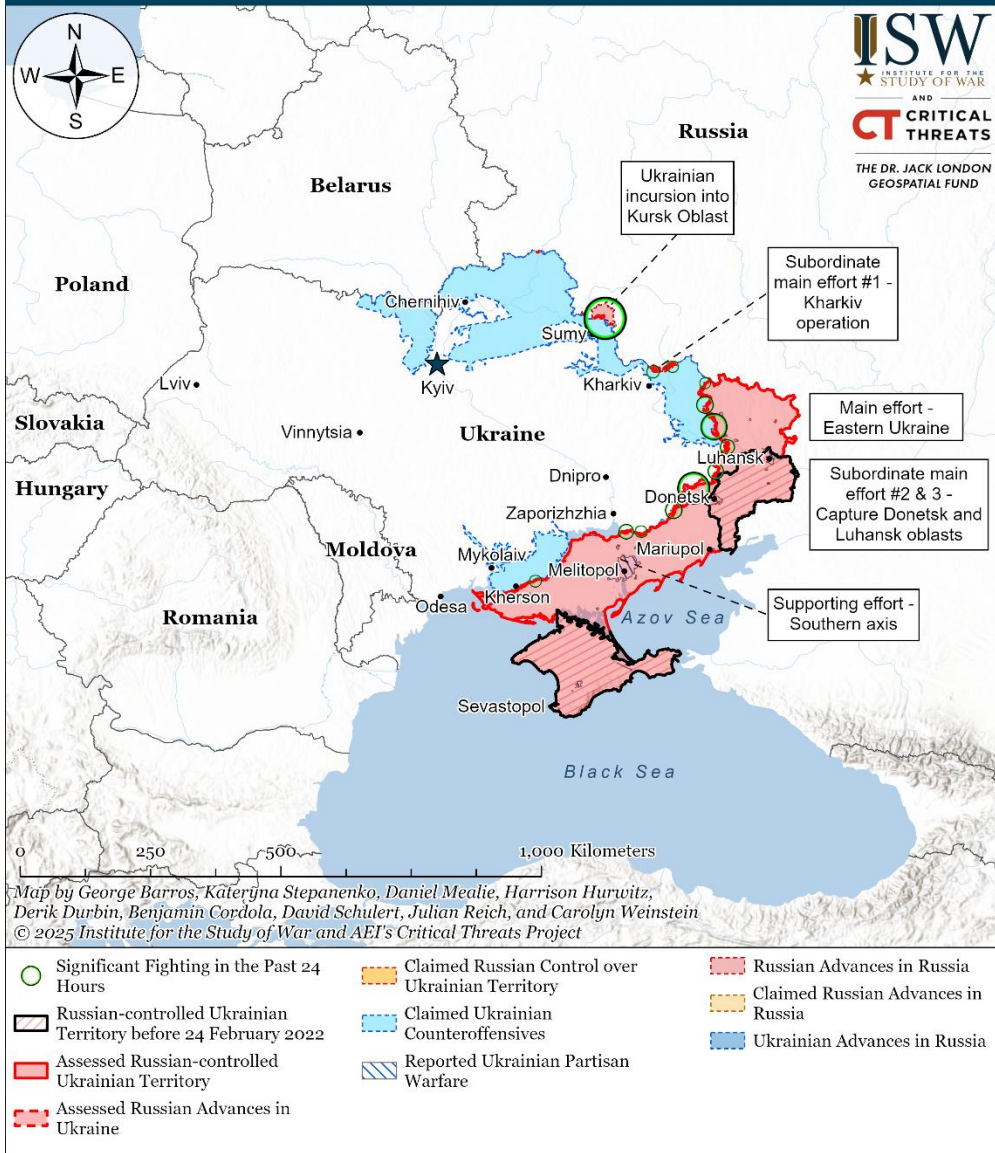 N
W
E
S
ISW
INSTITUTE FOR THE
STUDY OF WAR
AND
CT CRITICAL
THREATS
THE DR. JACK LONDON
GEOSPATIAL FUND
Russia
Ukrainian
incursion into
Kursk Oblast
Belarus
Subordinate
main effort #1 -
Kharkiv
operation
Poland
Chernihiv
Sumy
Kyiv
Kharkiv
Lviv
Slovakia
Main effort -
Eastern Ukraine
Vinnytsia
Ukraine
Luhansk
Hungary
Dnipro
Donetsk
Subordinate main
effort #2 & 3 -
Capture Donetsk and
Luhansk oblasts
Zaporizhzhia
Moldova
Mykolaiv
Mariupol
Melitopol
Kherson
Odesa
Romania
Azov Sea
Supporting effort -
Southern axis
Sevastopol
Black Sea
0 250 500 1,000 Kilometers
Map by George Barros, Kateryna Stepanenko, Daniel Mealie, Harrison Hurwitz,
Derik Durbin, Benjamin Cordola, David Schulert, Julian Reich, and Carolyn Weinstein
© 2025 Institute for the Study of War and AEI's Critical Threats Project
Significant Fighting in the Past 24
Hours
Russian-controlled Ukrainian
Territory before 24 February 2022
Assessed Russian-controlled
Ukrainian Territory
Assessed Russian Advances in
Ukraine
Claimed Russian Control over
Ukrainian Territory
Claimed Ukrainian
Counteroffensives
Reported Ukrainian Partisan
Warfare
Russian Advances in Russia
Claimed Russian Advances in
Russia
Ukrainian Advances in Russia